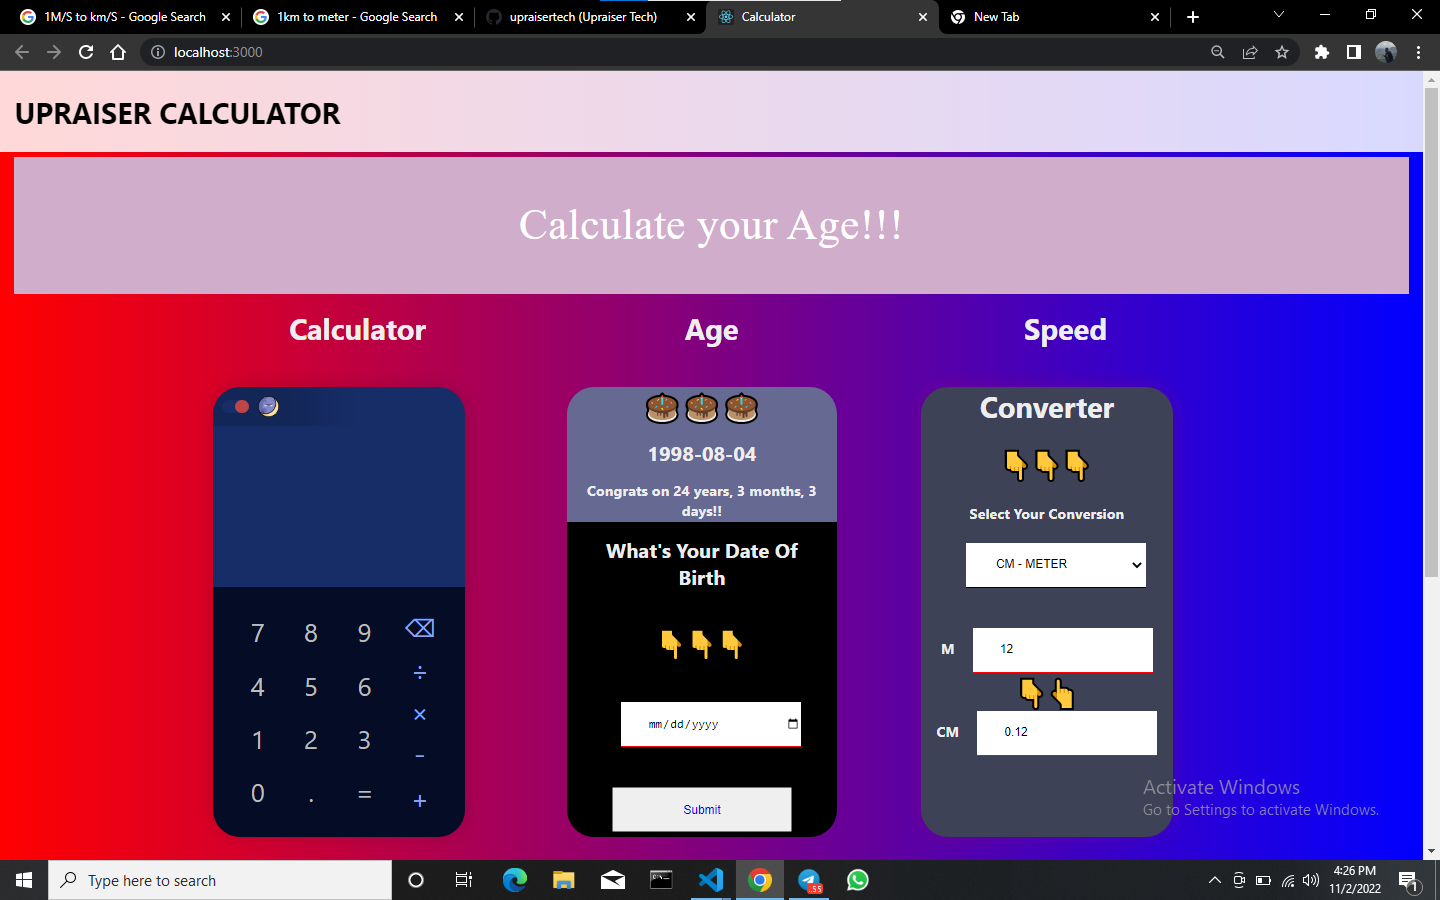 1M/S to km/S - Google Search
1km to meter - Google Search
upraisertech (Upraiser Tech)
Calculator
New Tab
localhost:3000
UPRAISER CALCULATOR
Calculate your Age!!!
Calculator
Age
Speed
1998-08-04
Congrats on 24 years, 3 months, 3
days!!
What's Your Date Of
Birth
mm/dd/yyyy
Submit
Converter
Select Your Conversion
CM - METER
M
12
CM
0.12
7 8 9 ⌫
÷
4 5 6
×
1 2 3
−
0 . =
+
Activate Windows
Go to Settings to activate Windows.
Type here to search
.55
4:26 PM
11/2/2022
1